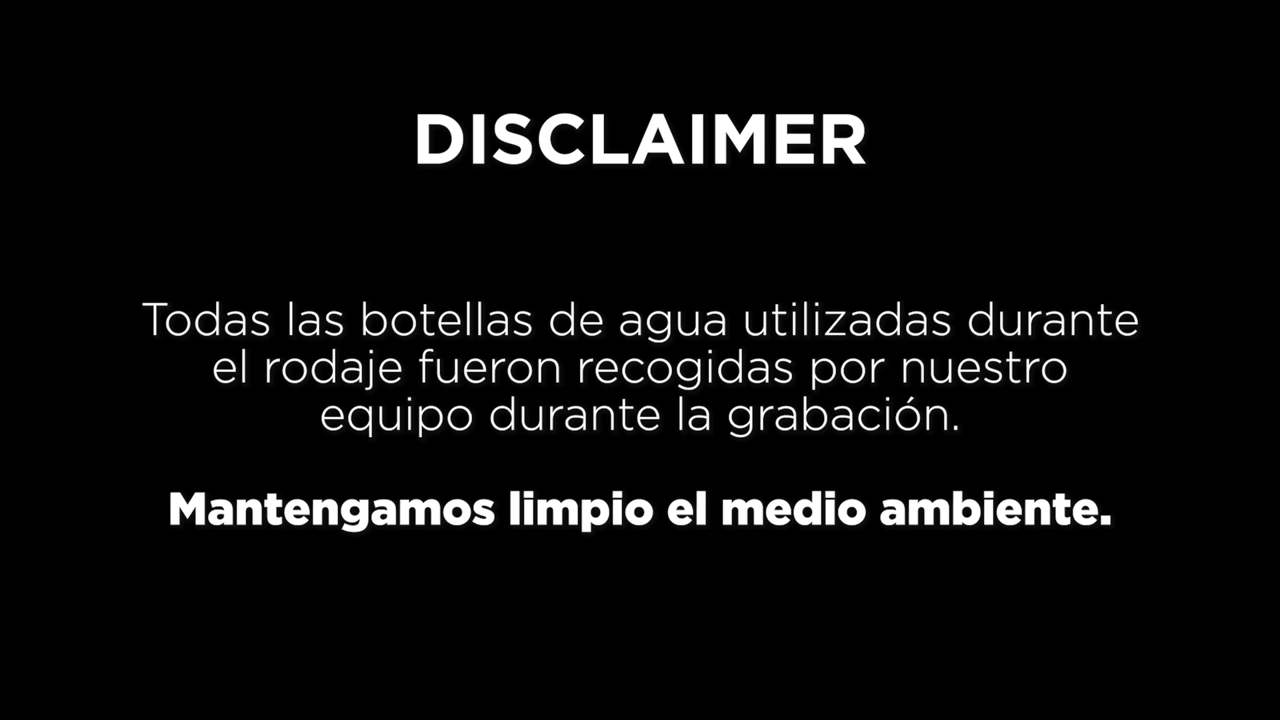 DISCLAIMER
Todas las botellas de agua utilizadas durante
el rodaje fueron recogidas por nuestro
equipo durante la grabación.
Mantengamos limpio el medio ambiente.